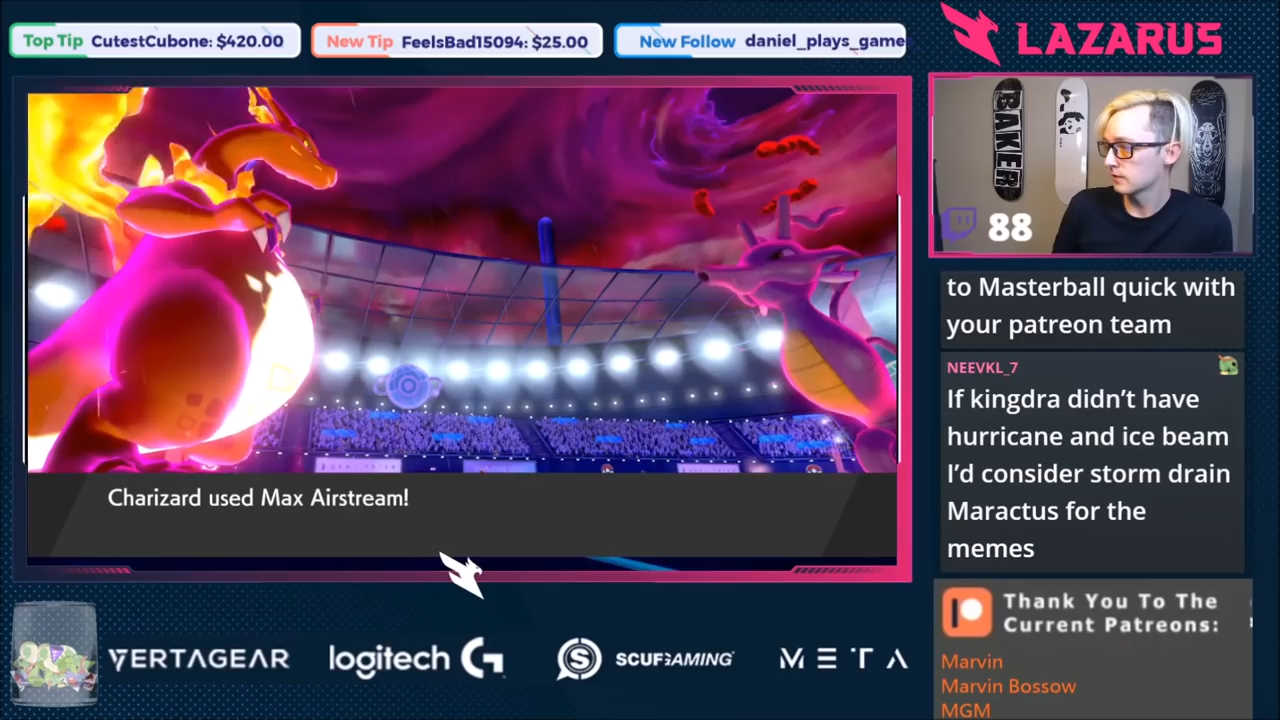 Top Tip CutestCubone: $420.00
New Tip FeelsBad15094: $25.00
New Follow daniel_plays_game
LAZARUS
BAKER
88
to Masterball quick with
your patreon team
NEEVKL_7
If kingdra didn't have
hurricane and ice beam
I'd consider storm drain
Maractus for the
memes
Charizard used Max Airstream!
Thank You To The
Current Patreons:
Marvin
Marvin Bossow
MGM
VERTAGEAR
logitech G
S SCUFGAMING
META